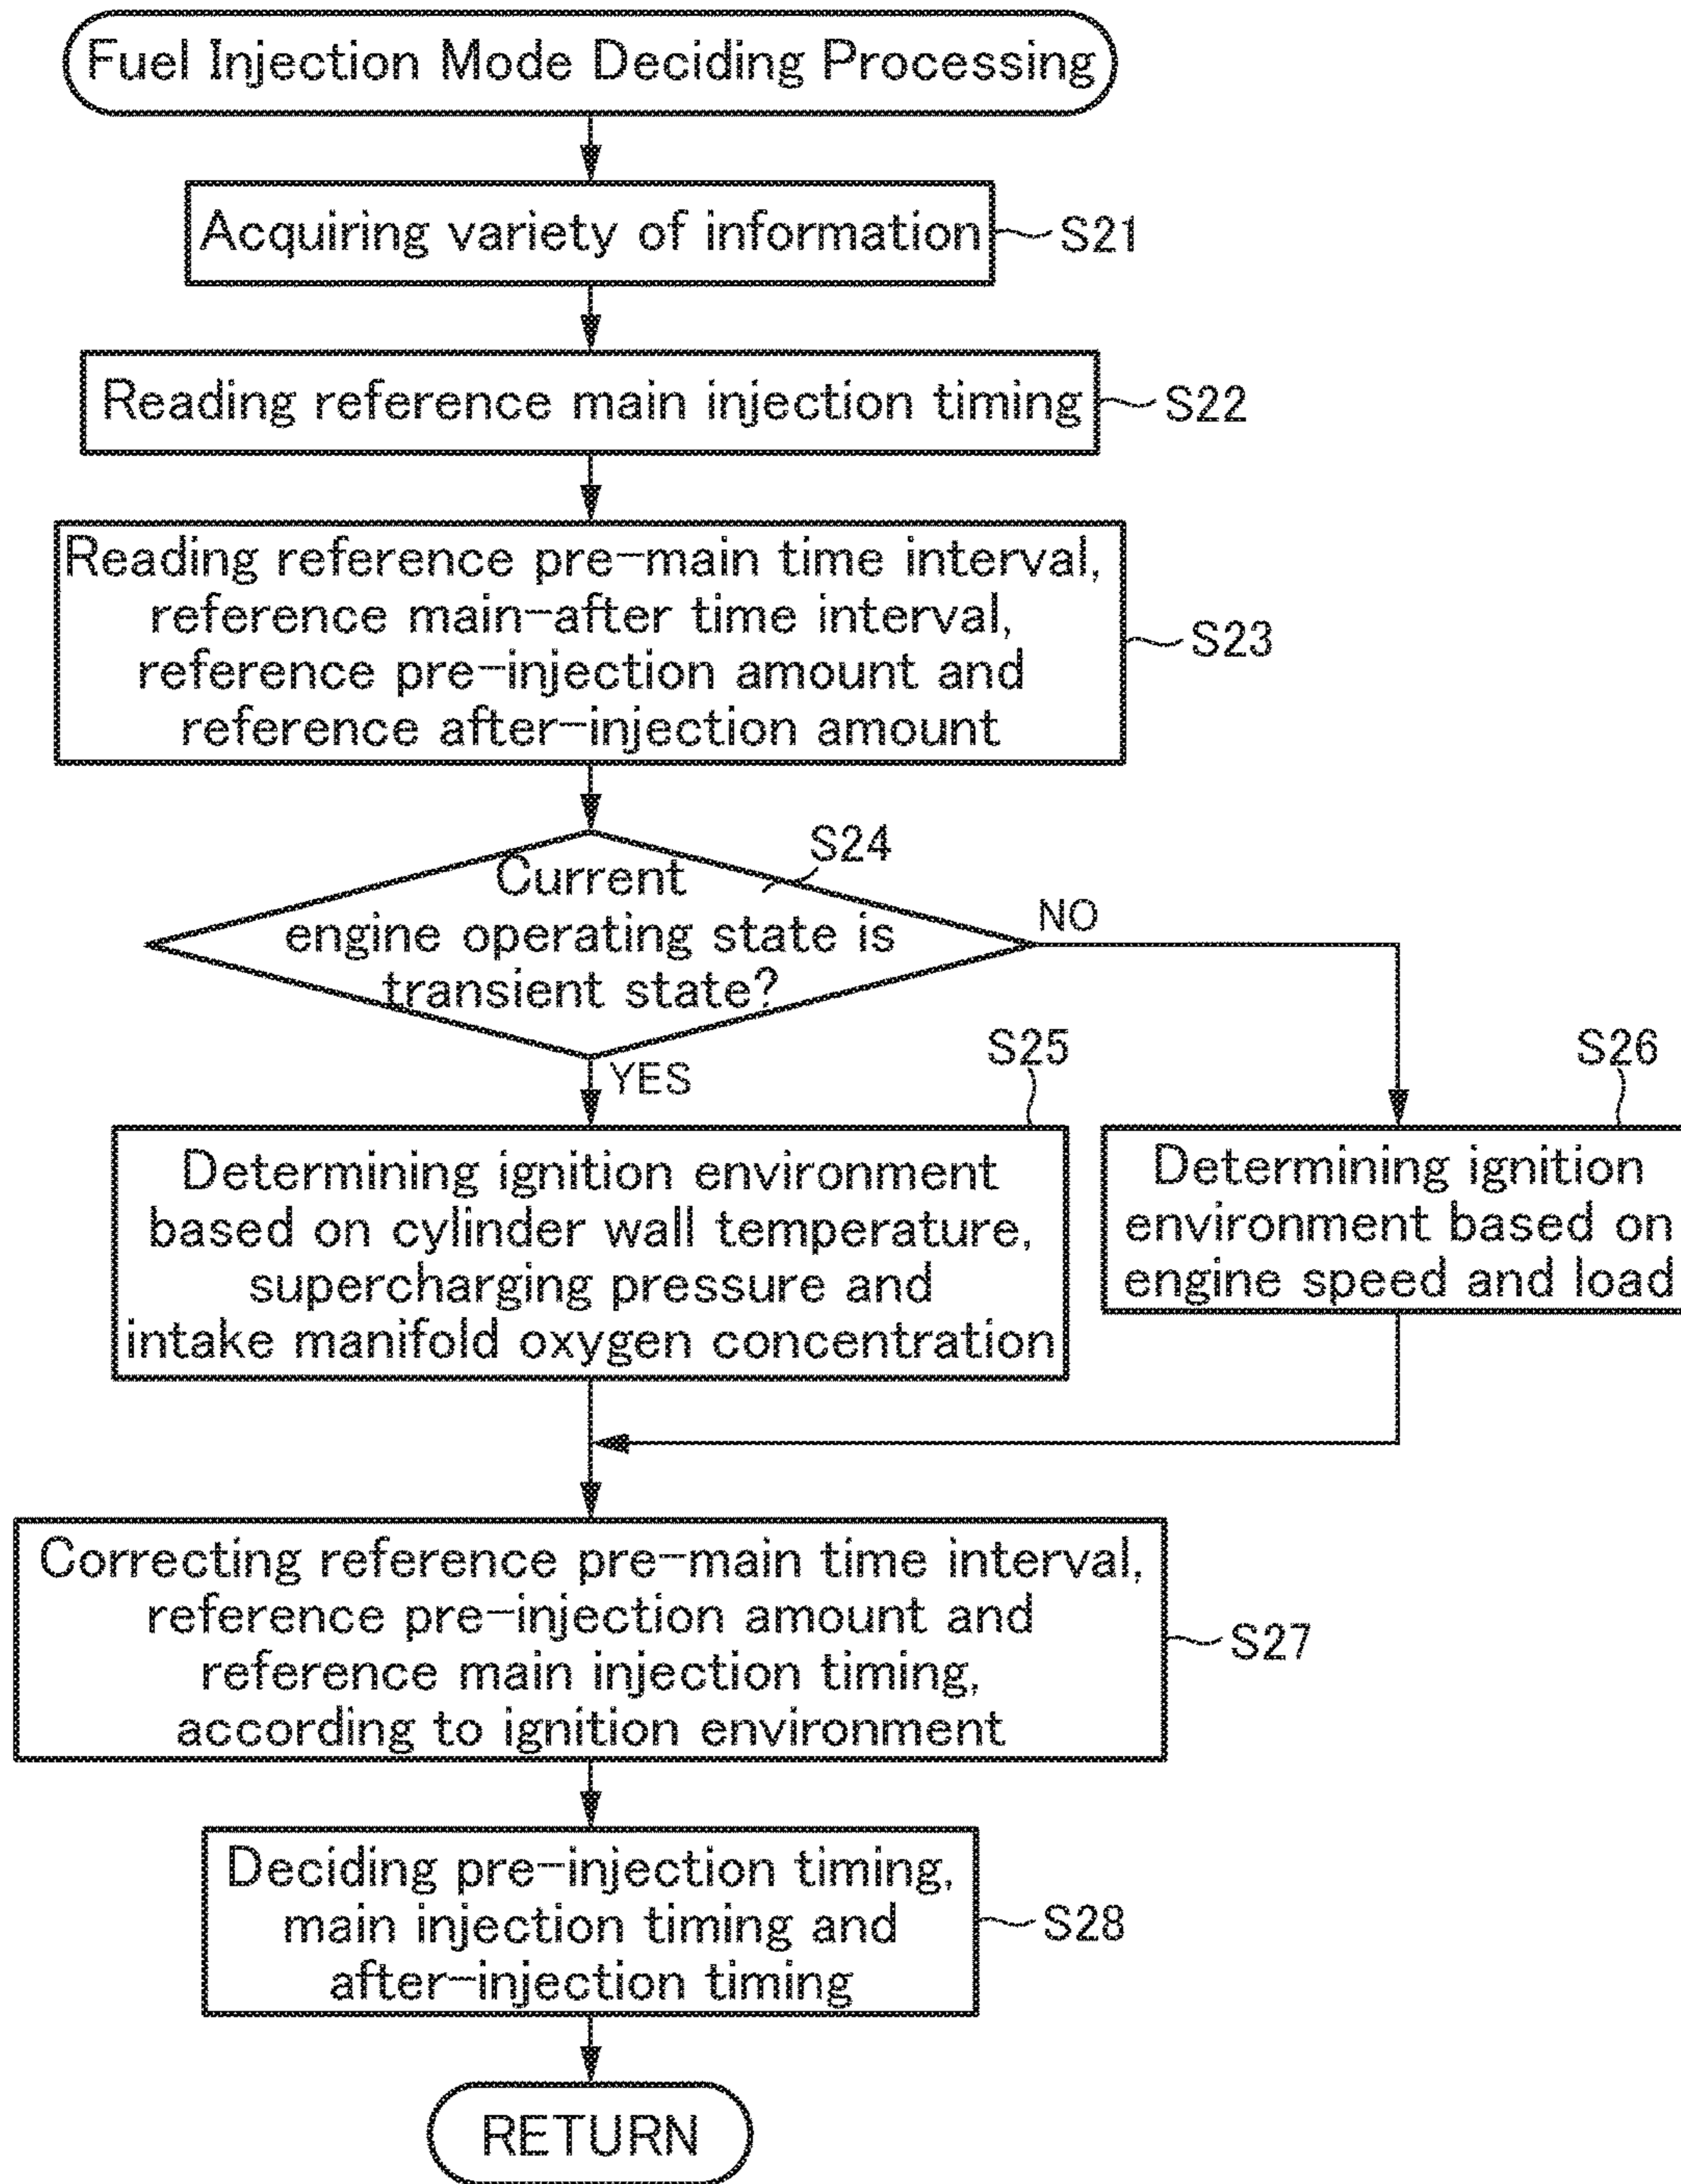 Fuel Injection Mode Deciding Processing
Acquiring variety of information
S21
Reading reference main injection timing
S22
Reading reference pre-main time interval,
reference main-after time interval,
reference pre-injection amount and
reference after-injection amount
S23
S24
Current
engine operating state is
transient state?
NO
YES
S25
Determining ignition environment
based on cylinder wall temperature,
supercharging pressure and
intake manifold oxygen concentration
S26
Determining ignition
environment based on
engine speed and load
Correcting reference pre-main time interval,
reference pre-injection amount and
reference main injection timing,
according to ignition environment
S27
Deciding pre-injection timing,
main injection timing and
after-injection timing
S28
RETURN